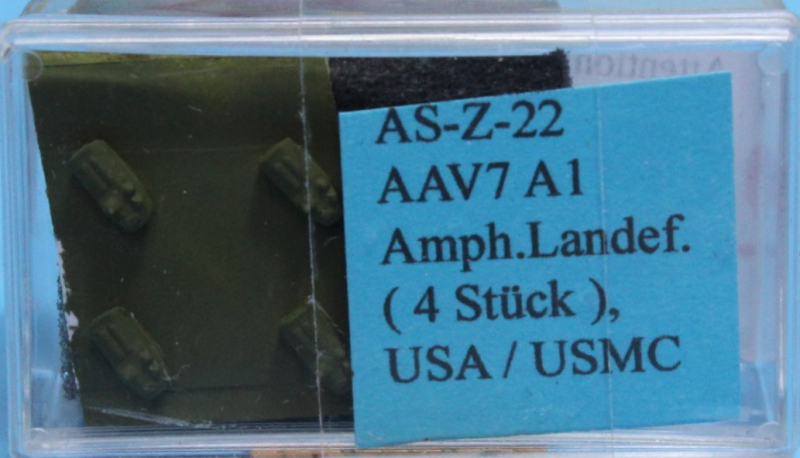 AS-Z-22
AAV7 A1
Amph.Landef.
( 4 Stück ),
USA / USMC